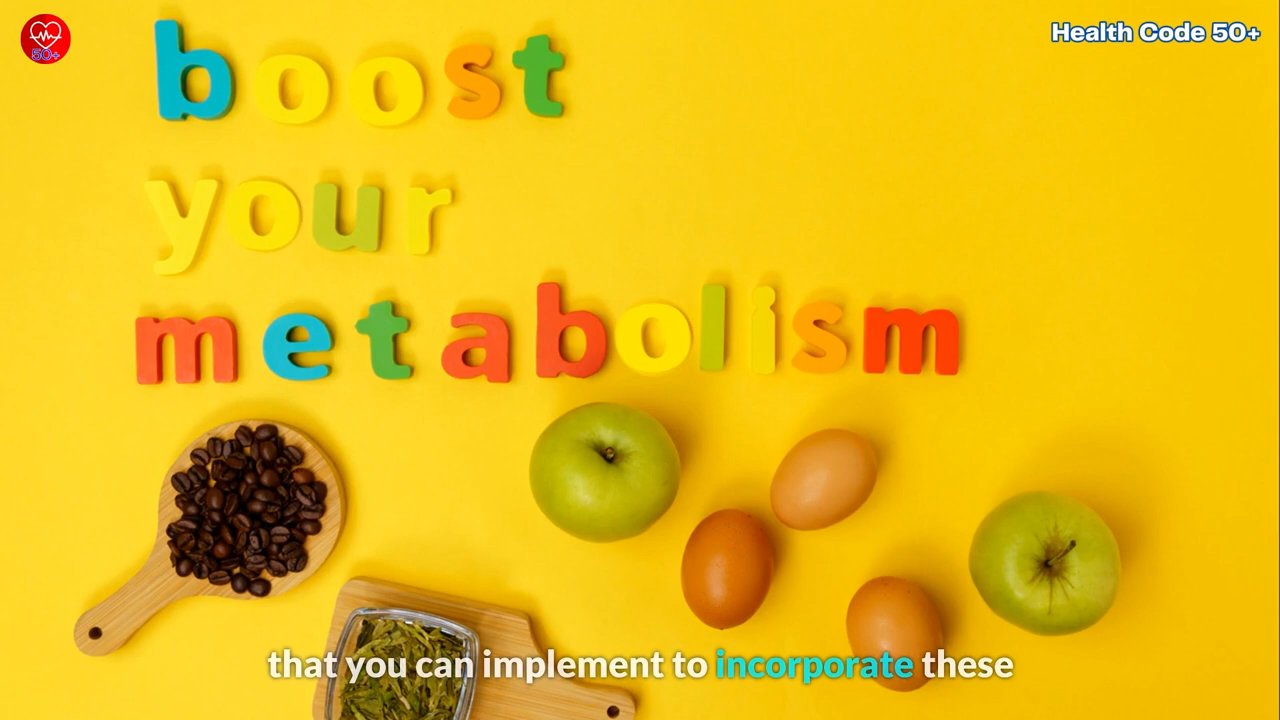 50+
Health Code 50+
boost
your
metabolism
that you can implement to incorporate these